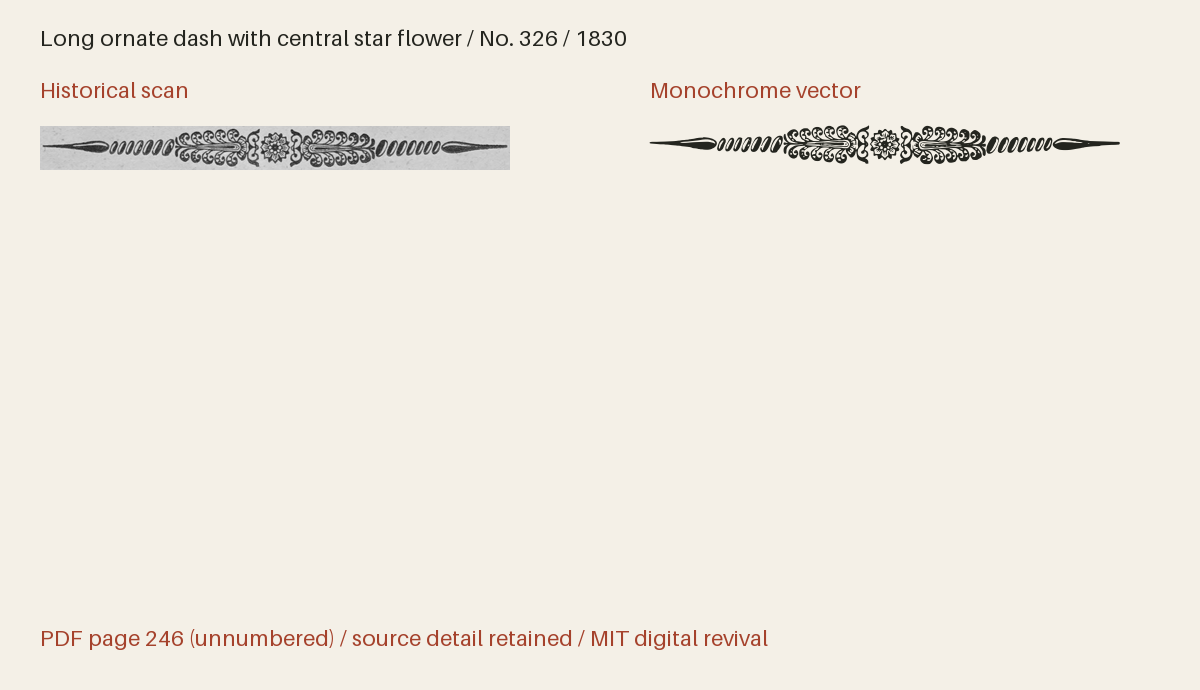 Long ornate dash with central star flower / No. 326 / 1830
Historical scan
Monochrome vector
PDF page 246 (unnumbered) / source detail retained / MIT digital revival